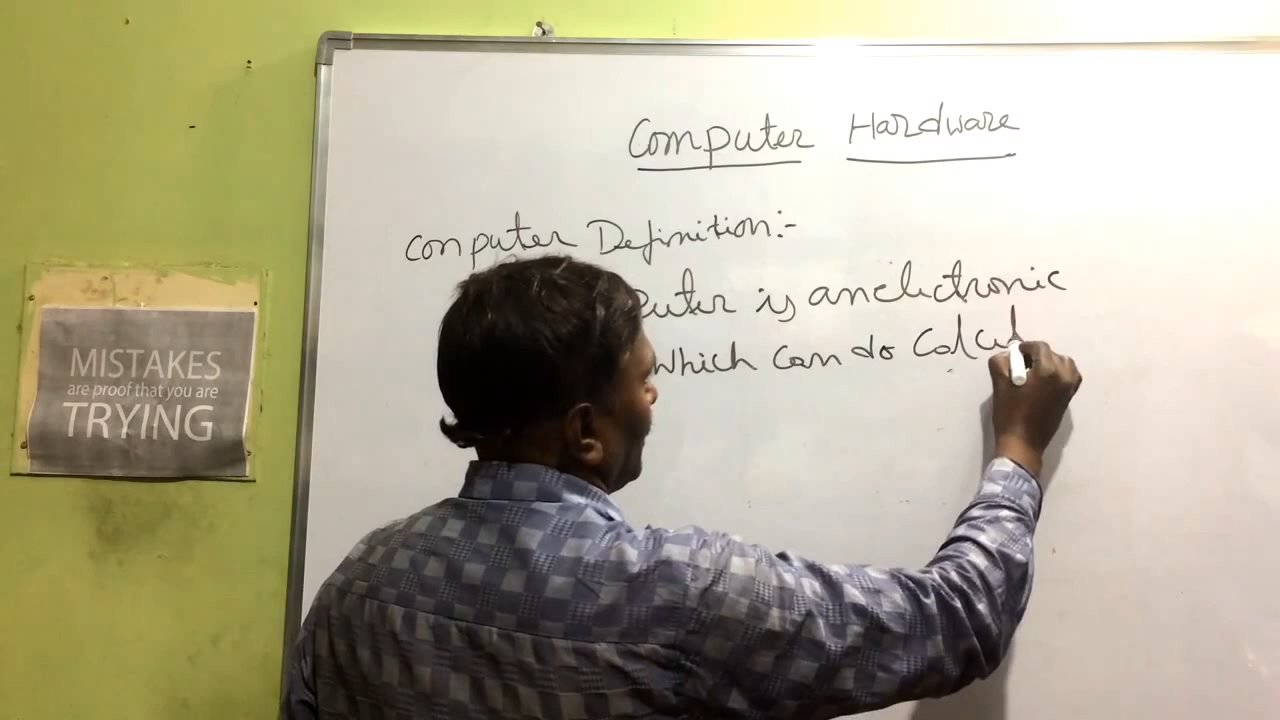 MISTAKES
are proof that you are
TRYING
Computer Hardware
Computer Definition:-
puter is an electronic
which can do Calcul